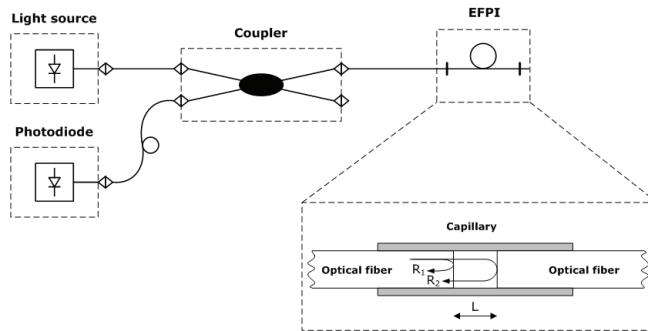 Light source
Coupler
EFPI
Photodiode
Capillary
Optical fiber
R1
R2
Optical fiber
L